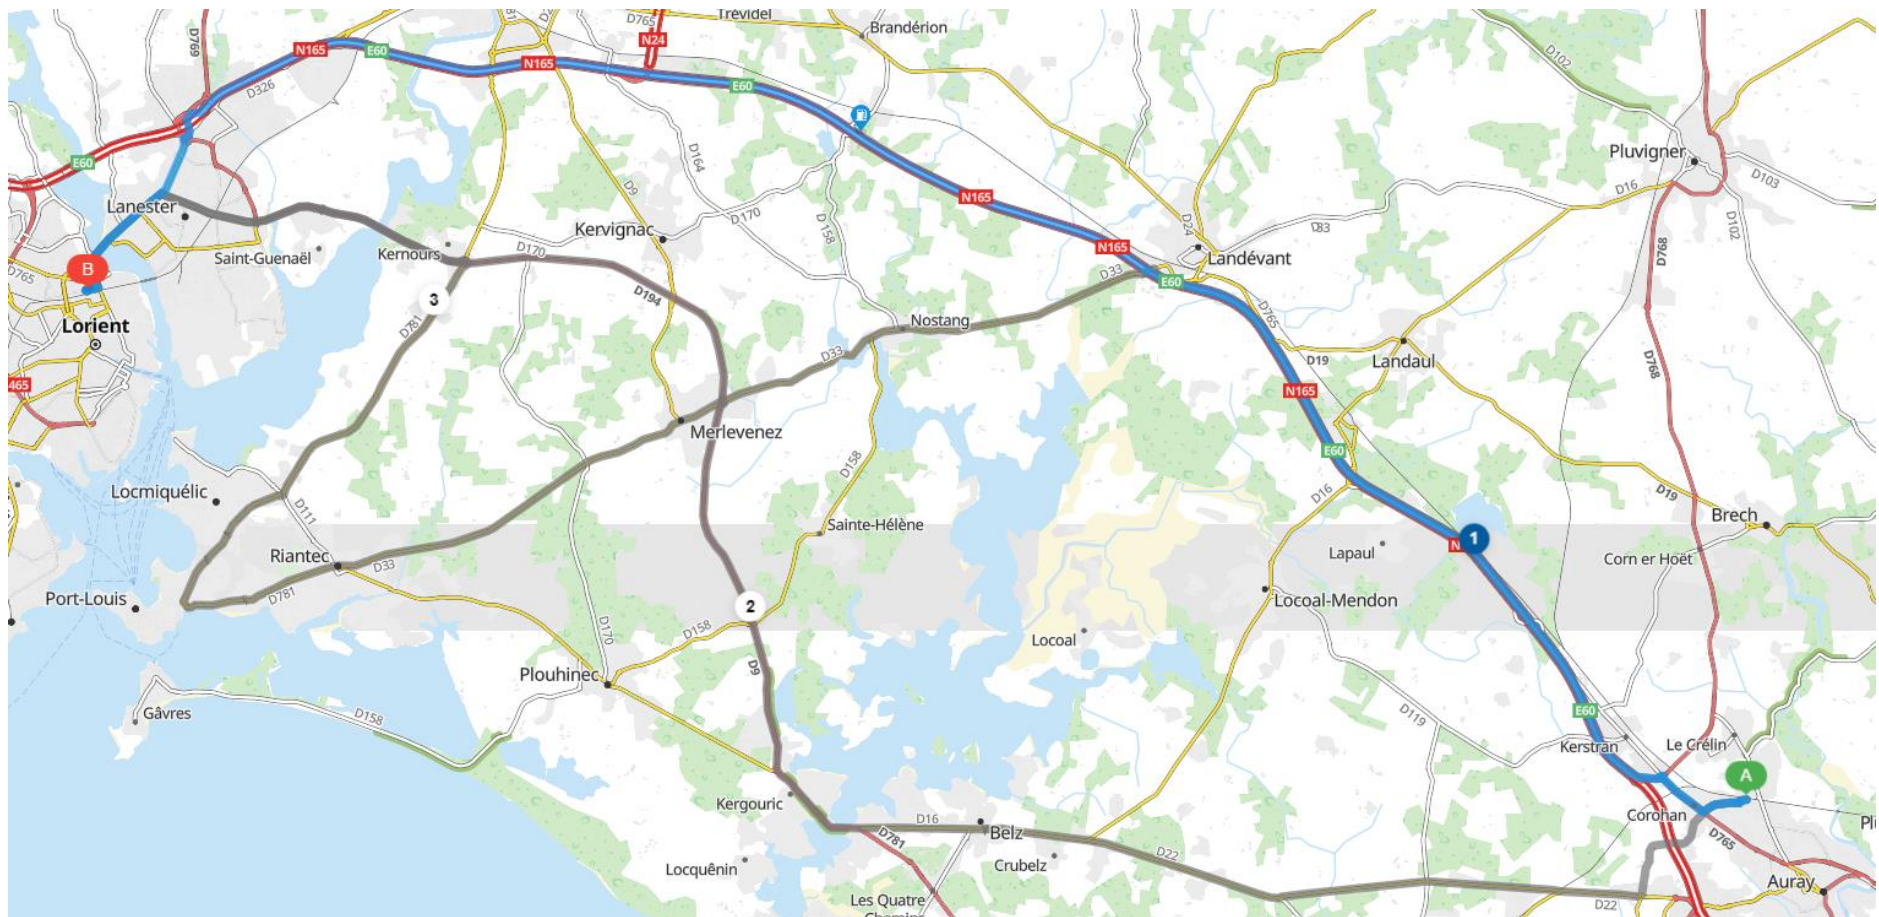 D765
Trévidel
Brandérion
N24
D769
N165
E60
N165
E60
D326
D102
E60
D164
Pluvigner
D103
D16
D9
N165
D170
D158
D24
D102
Lanester
Kervignac
Saint-Guenaël
Kernours
D170
N165
D33
D768
Landévant
D765
B
D33
E60
D194
3
Lorient
D781
Nostang
D765
D33
D19
Landaul
D768
465
N165
Merlevenez
E60
D158
Locmiquélic
D111
D16
D19
Brech
Sainte-Hélène
1
Riantec
D33
Lapaul
Corn er Hoët
Port-Louis
D781
2
Locoal-Mendon
D170
D158
Locoal
D9
Plouhinec
Gâvres
D158
E60
D119
Kerstran
Le Crélin
A
Kergouric
Corohan
D16
Belz
D781
D765
D22
Crubelz
Locquênin
Auray
Les Quatre
D22